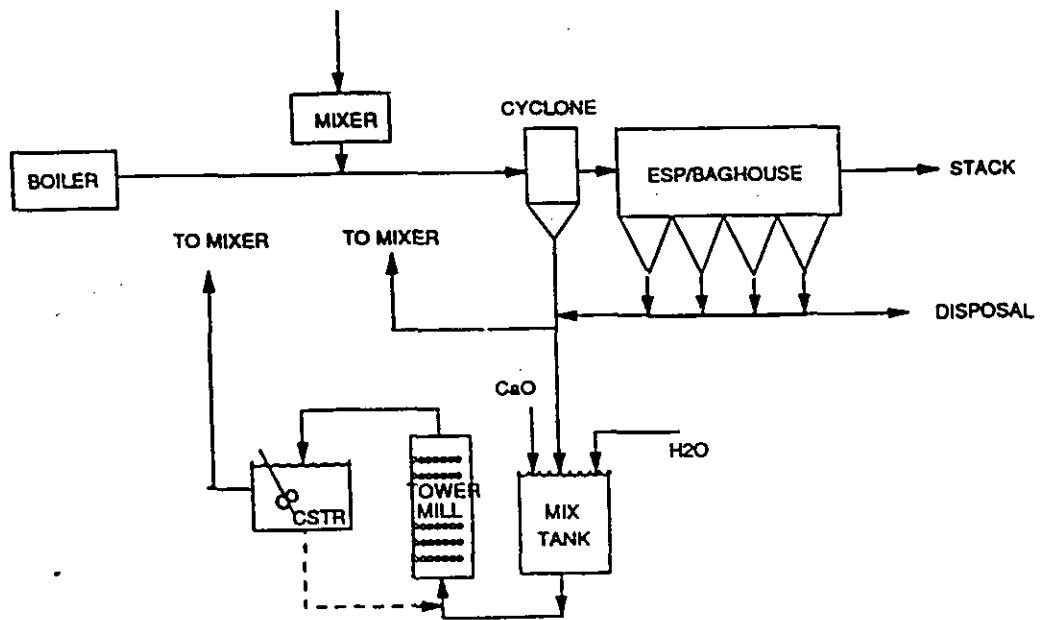 MIXER
CYCLONE
BOILER
ESP/BAGHOUSE
STACK
TO MIXER
TO MIXER
DISPOSAL
CaO
H2O
TOWER
MILL
CSTR
MIX
TANK